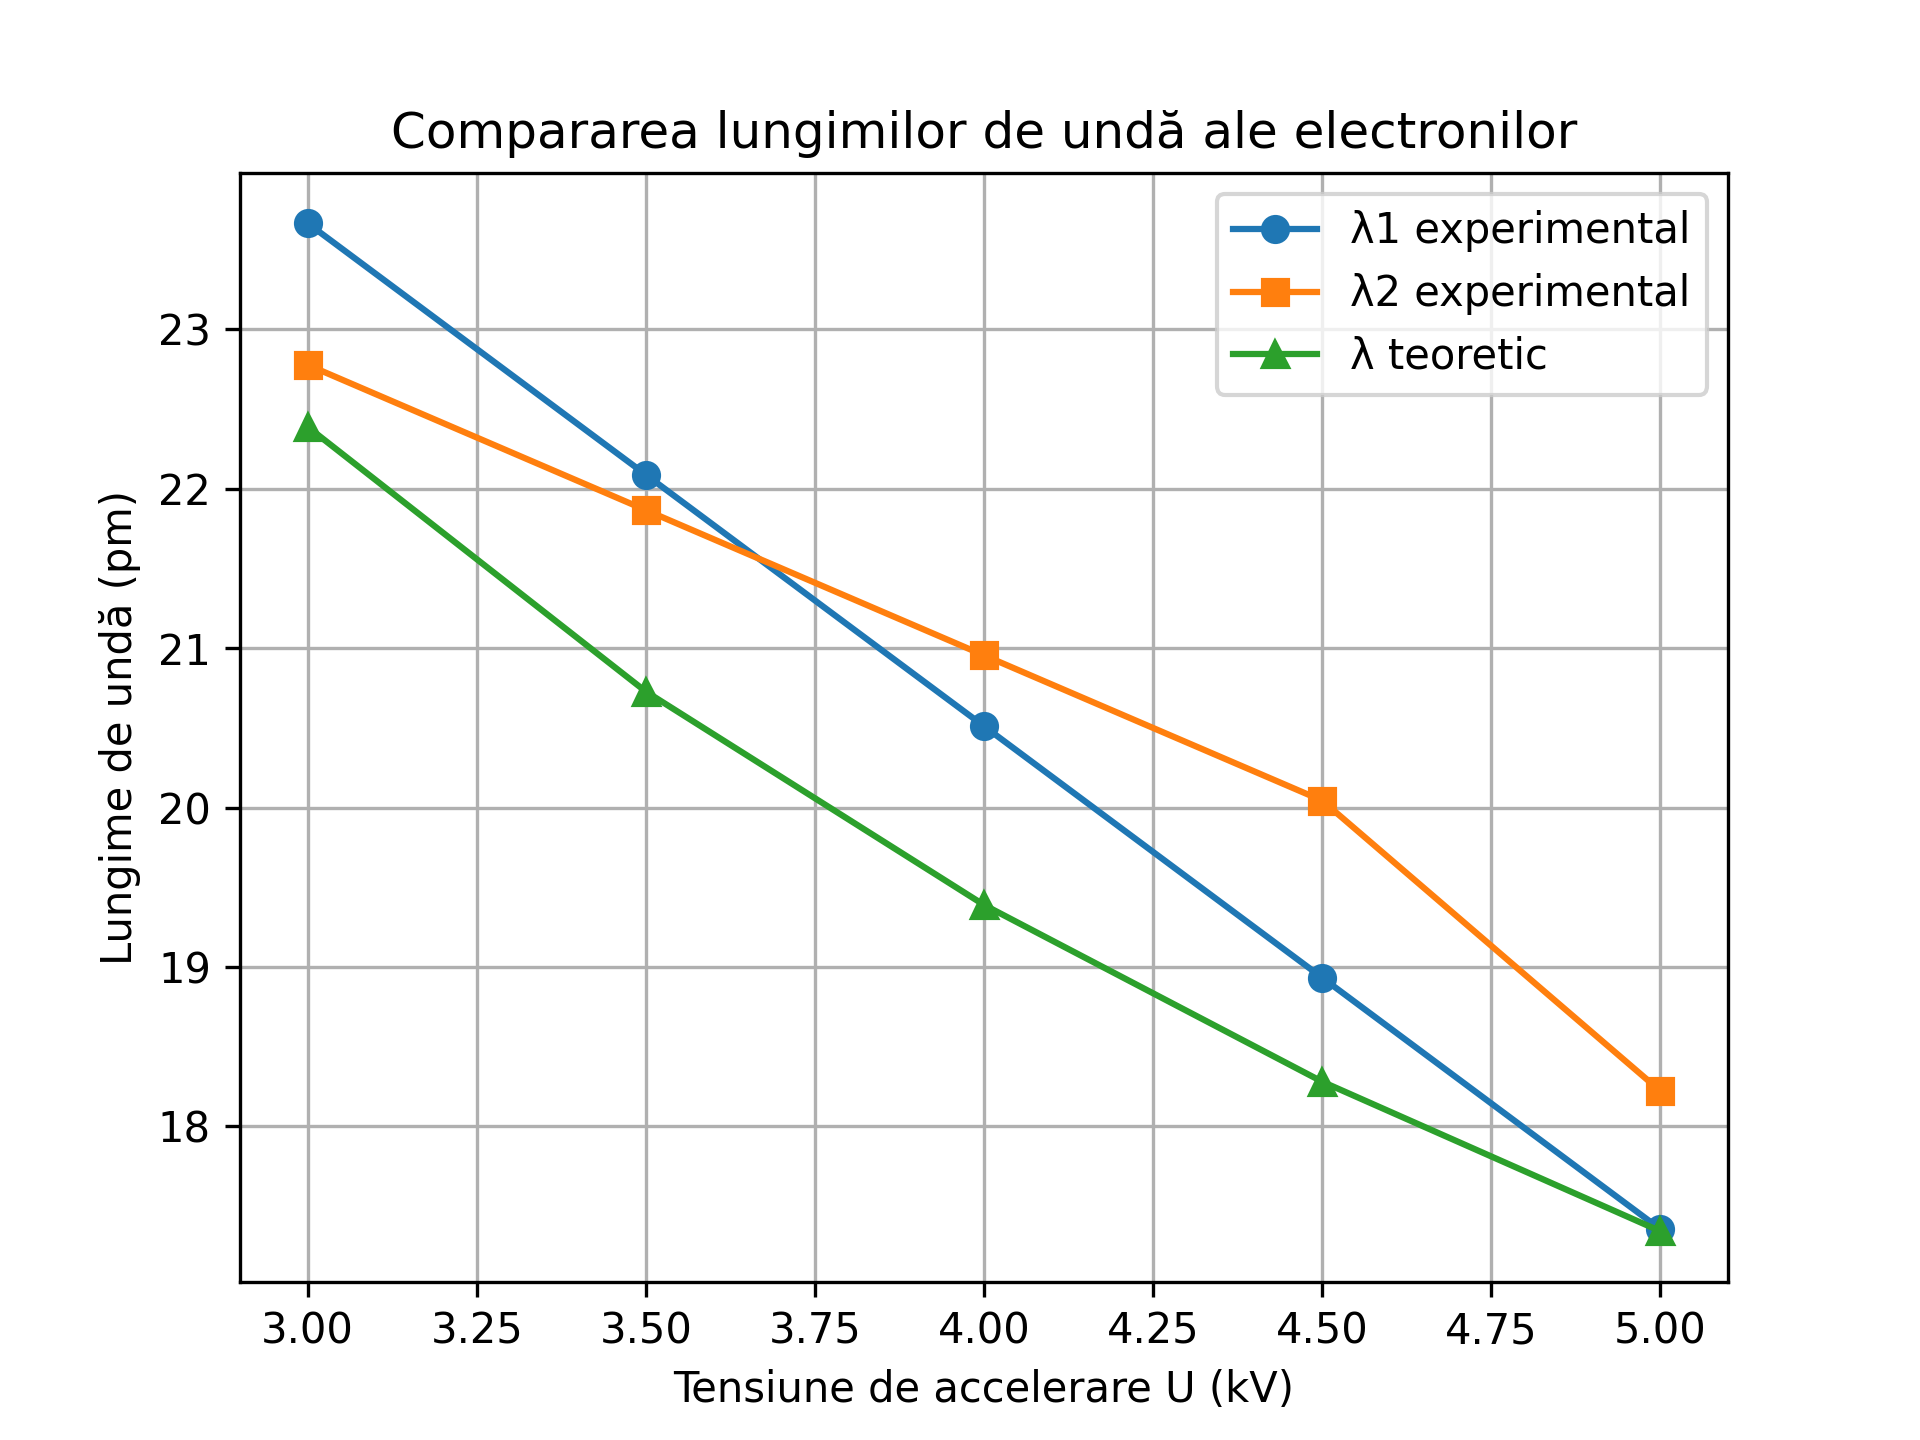 Compararea lungimilor de undă ale electronilor
λ1 experimental
λ2 experimental
λ teoretic
Lungime de undă (pm)
23
22
21
20
19
18
3.00 3.25 3.50 3.75 4.00 4.25 4.50 4.75 5.00
Tensiune de accelerare U (kV)